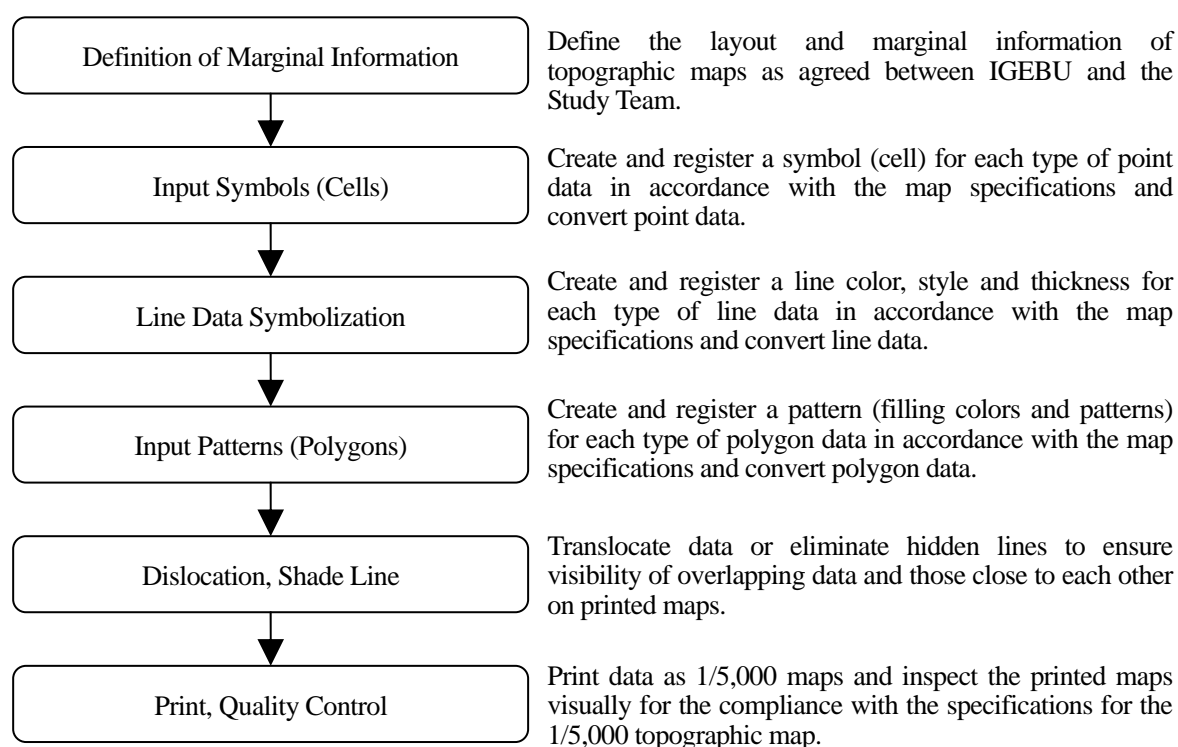 Definition of Marginal Information
Define the layout and marginal information of
topographic maps as agreed between IGEBU and the
Study Team.
Input Symbols (Cells)
Create and register a symbol (cell) for each type of point
data in accordance with the map specifications and
convert point data.
Line Data Symbolization
Create and register a line color, style and thickness for
each type of line data in accordance with the map
specifications and convert line data.
Input Patterns (Polygons)
Create and register a pattern (filling colors and patterns)
for each type of polygon data in accordance with the map
specifications and convert polygon data.
Dislocation, Shade Line
Translocate data or eliminate hidden lines to ensure
visibility of overlapping data and those close to each other
on printed maps.
Print, Quality Control
Print data as 1/5,000 maps and inspect the printed maps
visually for the compliance with the specifications for the
1/5,000 topographic map.